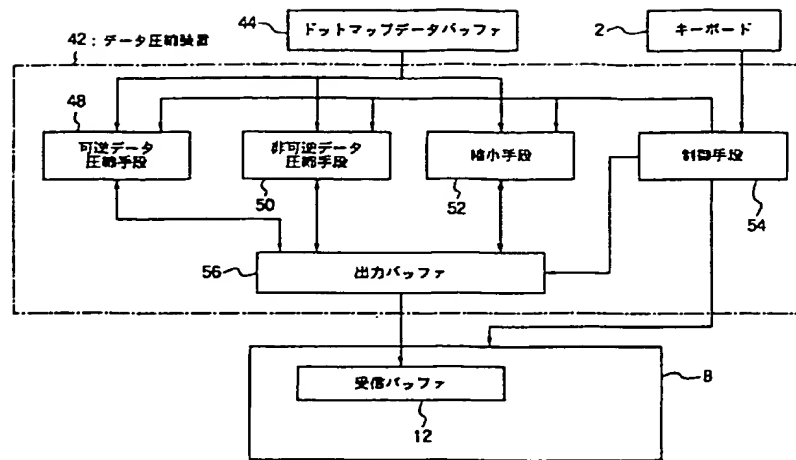 42:データ圧縮装置
44
ドットマップデータバッファ
2
キーボード
48
可逆データ
圧縮手段
非可逆データ
圧縮手段
50
縮小手段
52
制御手段
54
56
出力バッファ
受信バッファ
12
8